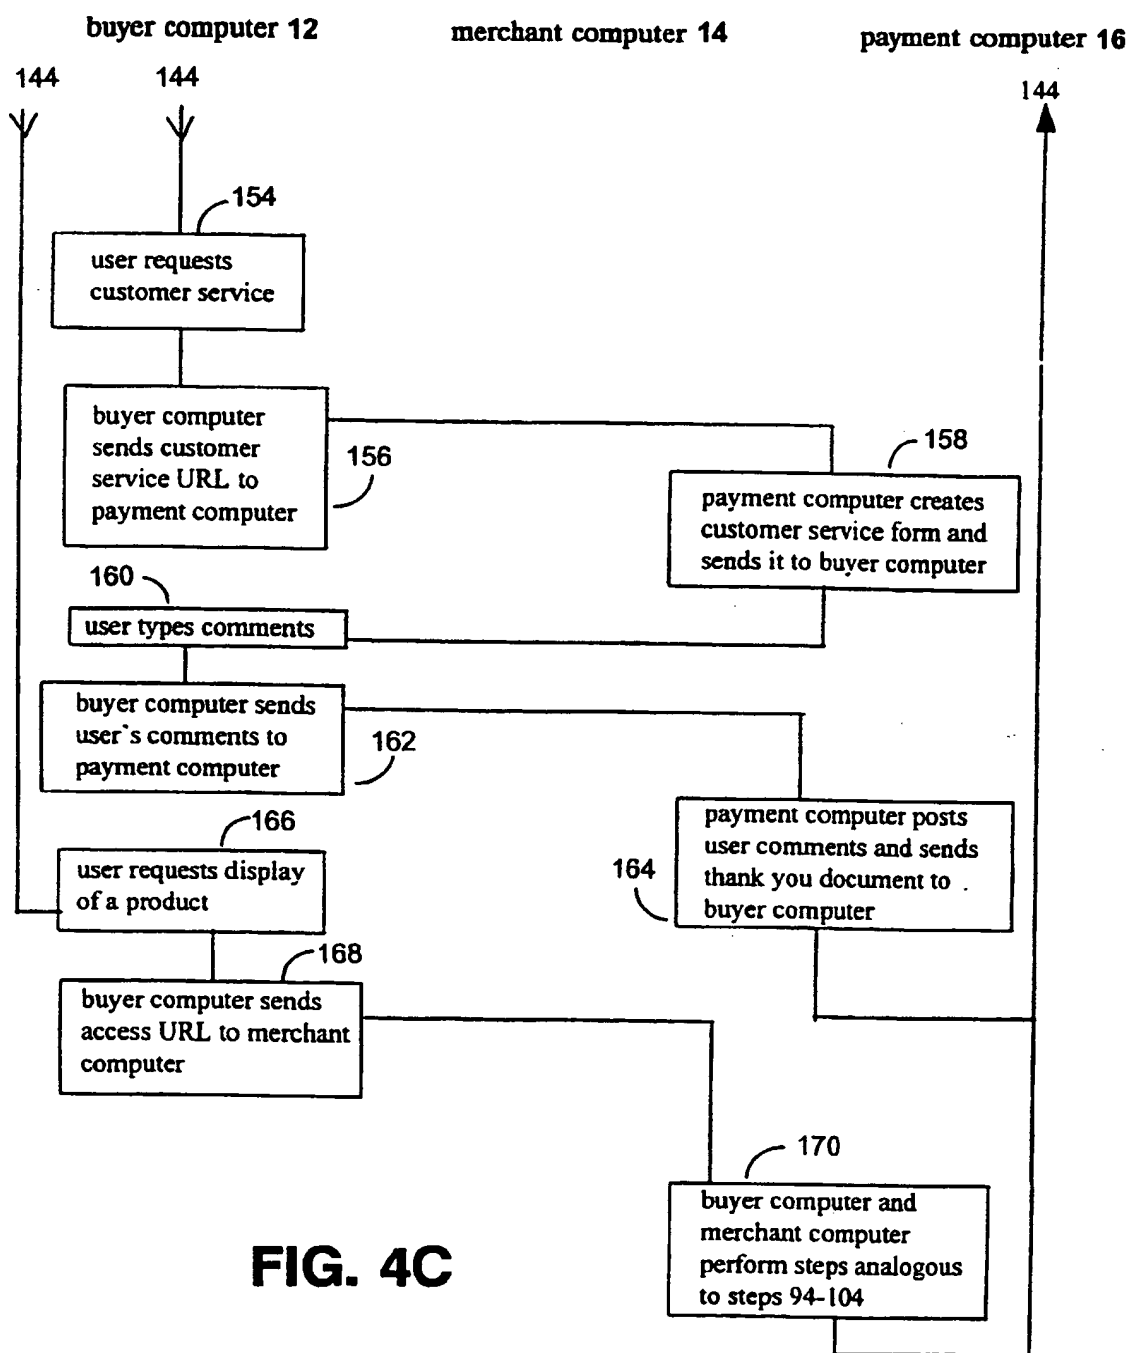 buyer computer 12
merchant computer 14
payment computer 16
144
144
144
154
user requests
customer service
buyer computer
sends customer
service URL to
payment computer
156
158
payment computer creates
customer service form and
sends it to buyer computer
160
user types comments
buyer computer sends
user's comments to
payment computer
162
payment computer posts
user comments and sends
thank you document to
buyer computer
164
166
user requests display
of a product
168
buyer computer sends
access URL to merchant
computer
170
buyer computer and
merchant computer
perform steps analogous
to steps 94-104
FIG. 4C